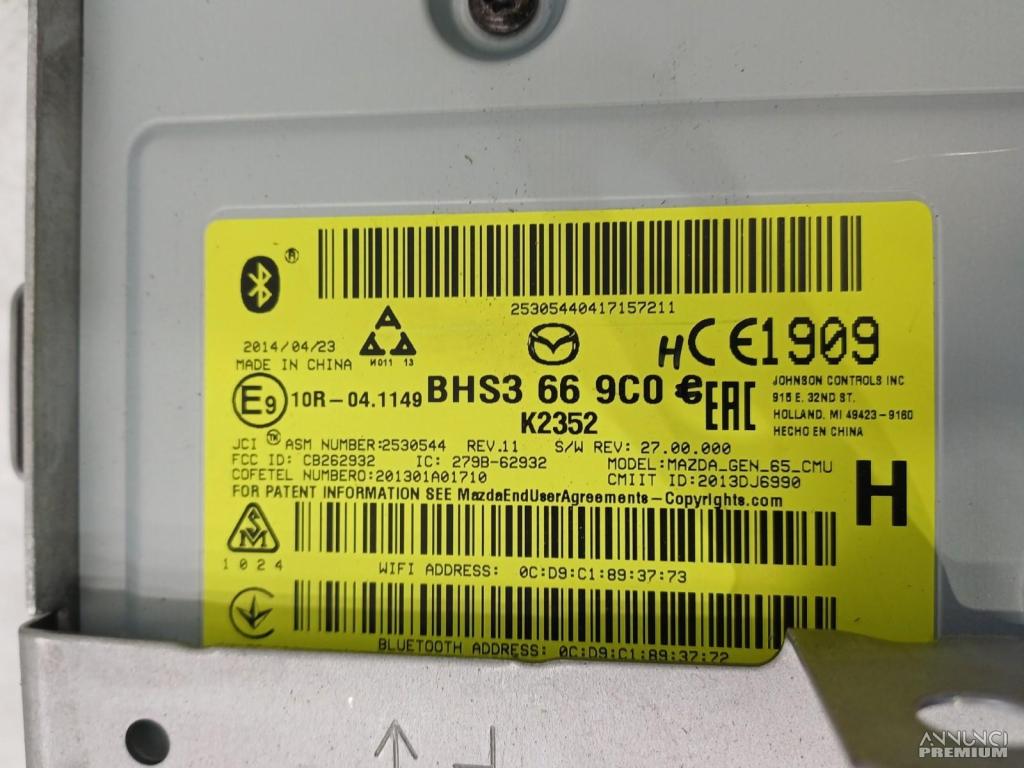 ®
25305440417157211
2014/04/23
MADE IN CHINA
N011 13
HCE1909
E9 10R-04.1149
BHS3 66 9C0
K2352
EAC
JOHNSON CONTROLS INC
915 E. 32ND ST.
HOLLAND. MI 49423-9160
HECHO EN CHINA
JCI ™ ASM NUMBER:2530544 REV.11 S/W REV: 27.00.000
FCC ID: CB262932 IC: 279B-62932 MODEL:MAZDA_GEN_65_CMU
COFETEL NUMBERO:201301A01710 CMIIT ID:2013DJ6990
FOR PATENT INFORMATION SEE MazdaEndUserAgreements-Copyrights.com
H
1024
WIFI ADDRESS: 0C:D9:C1:89:37:73
BLUETOOTH ADDRESS: 0C:D9:C1:89:37:72
ANNUNCI
PREMIUM